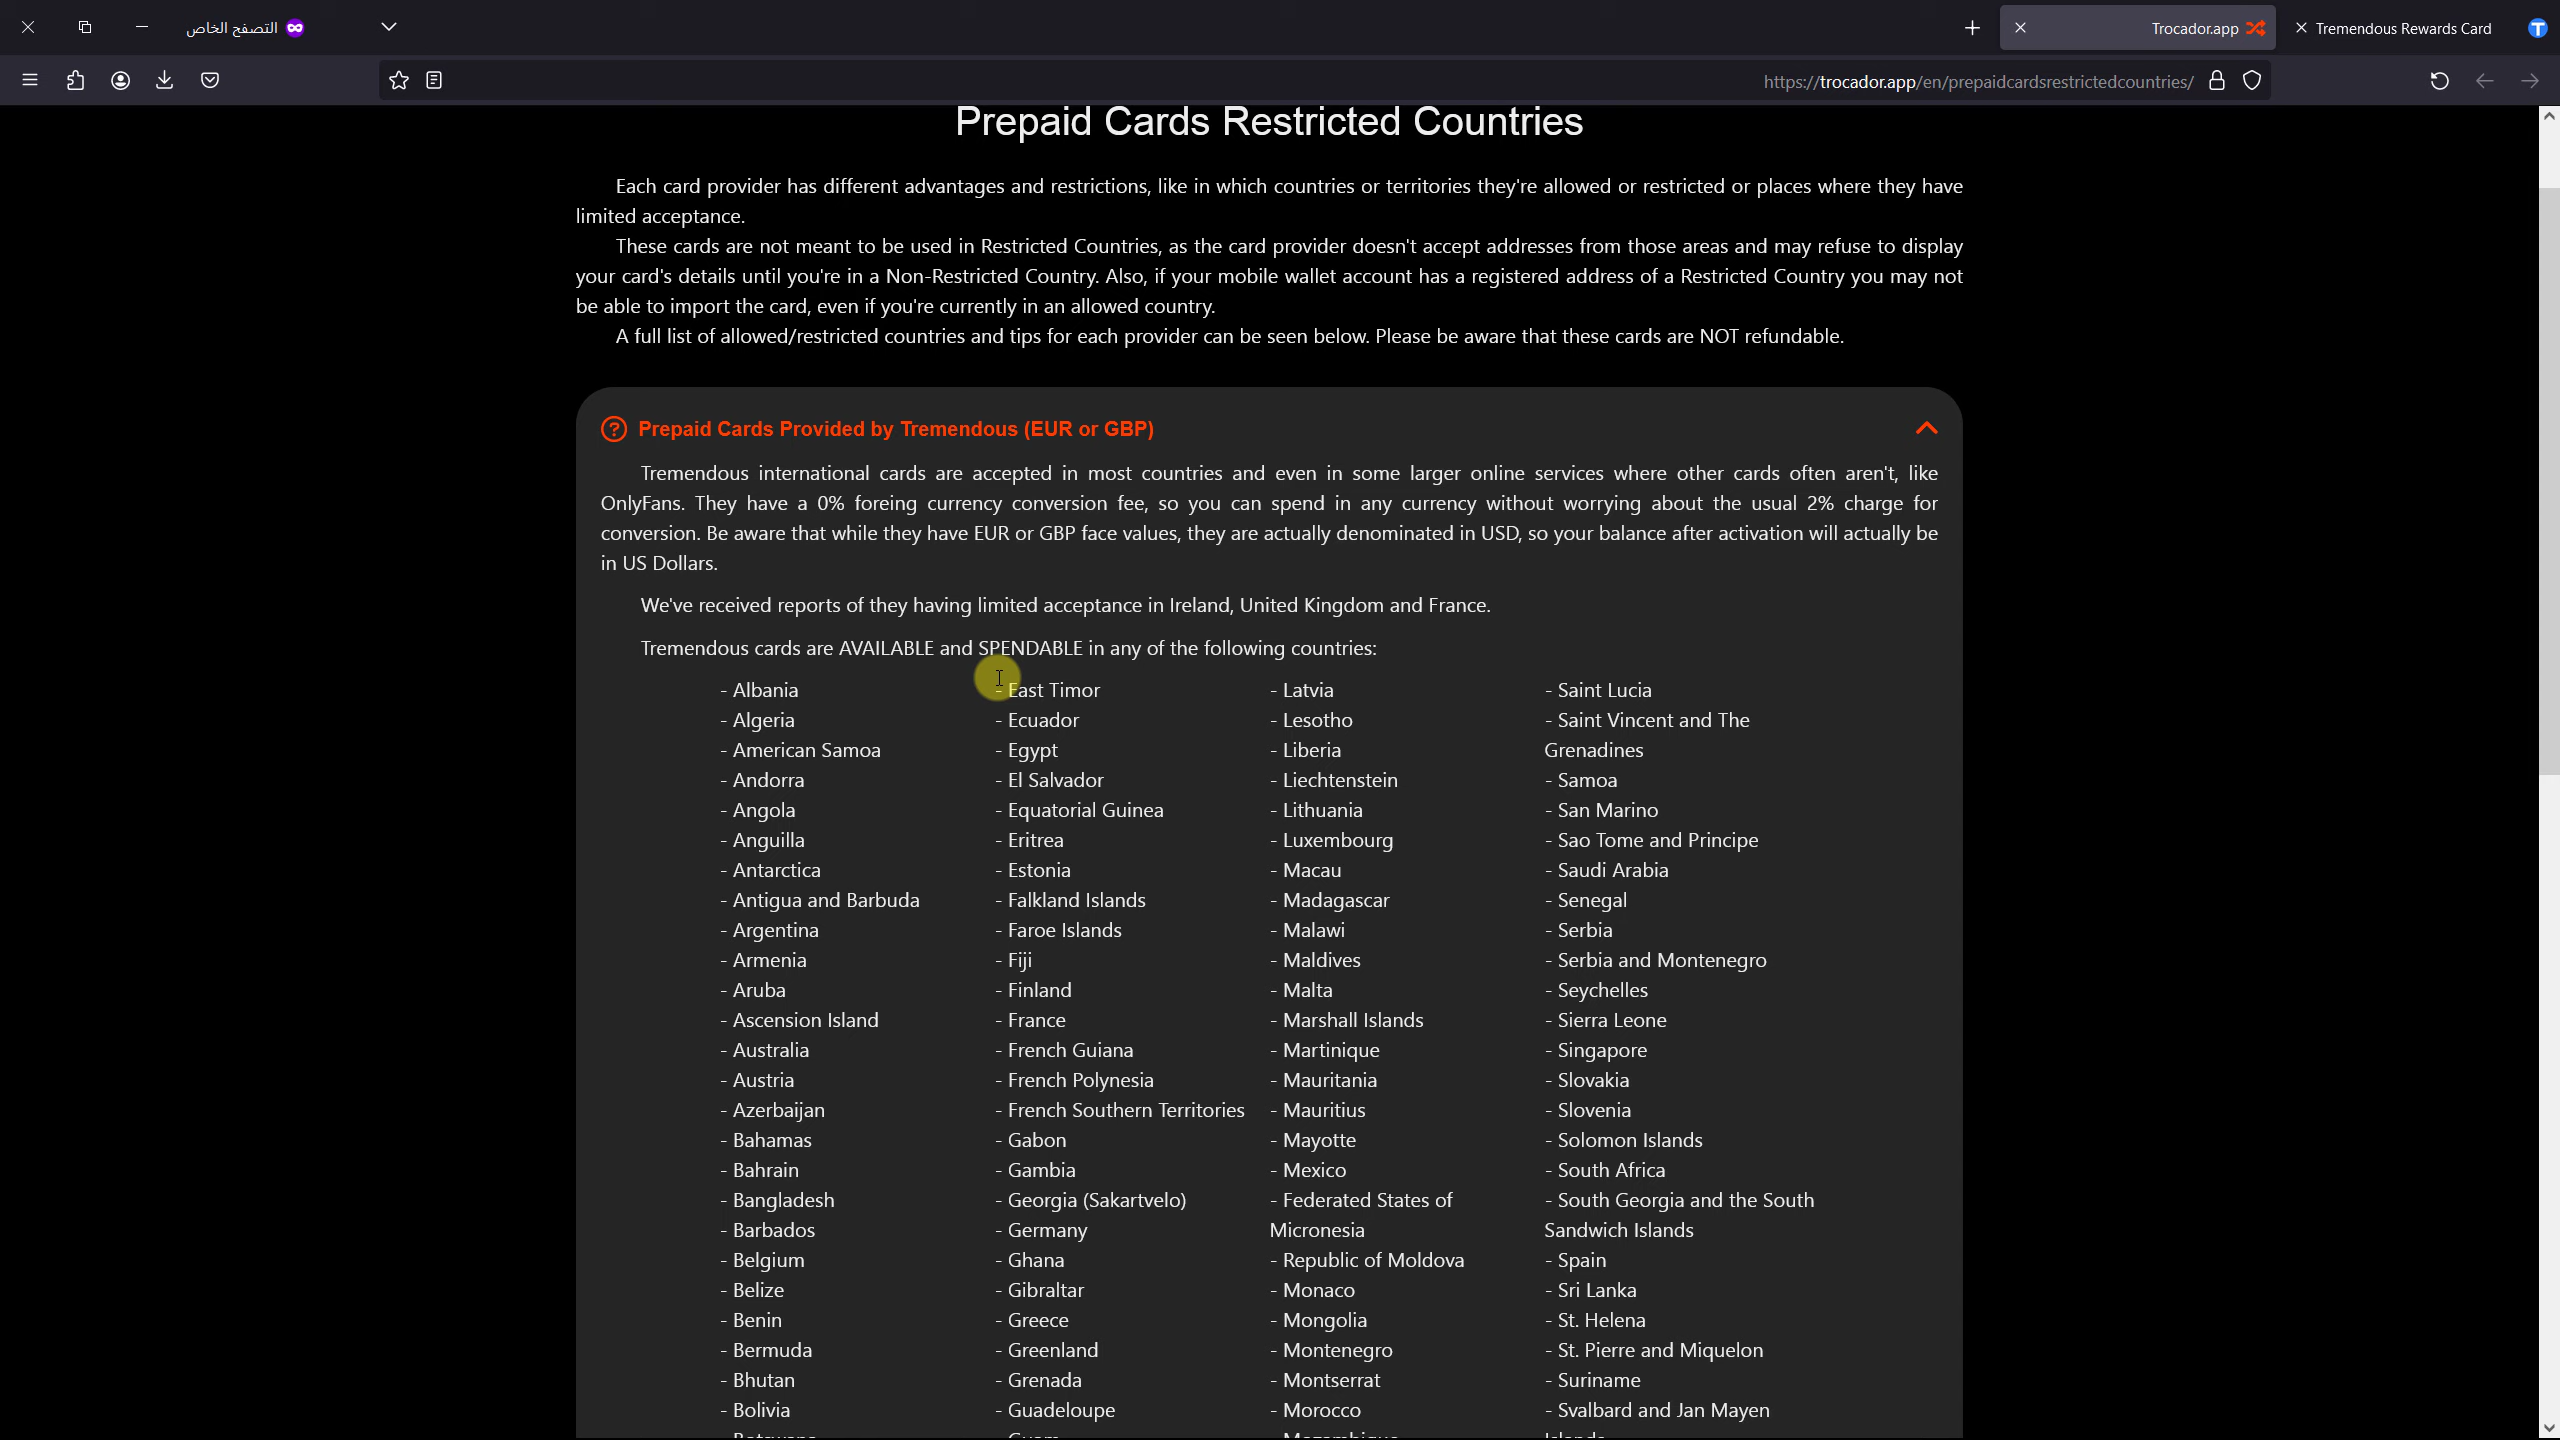 التصفح الخاص
Trocador.app
Tremendous Rewards Card
https://trocador.app/en/prepaidcardsrestrictedcountries/
Prepaid Cards Restricted Countries
Each card provider has different advantages and restrictions, like in which countries or territories they're allowed or restricted or places where they have
limited acceptance.
These cards are not meant to be used in Restricted Countries, as the card provider doesn't accept addresses from those areas and may refuse to display
your card's details until you're in a Non-Restricted Country. Also, if your mobile wallet account has a registered address of a Restricted Country you may not
be able to import the card, even if you're currently in an allowed country.
A full list of allowed/restricted countries and tips for each provider can be seen below. Please be aware that these cards are NOT refundable.
Prepaid Cards Provided by Tremendous (EUR or GBP)
Tremendous international cards are accepted in most countries and even in some larger online services where other cards often aren't, like
OnlyFans. They have a 0% foreing currency conversion fee, so you can spend in any currency without worrying about the usual 2% charge for
conversion. Be aware that while they have EUR or GBP face values, they are actually denominated in USD, so your balance after activation will actually be
in US Dollars.
We've received reports of they having limited acceptance in Ireland, United Kingdom and France.
Tremendous cards are AVAILABLE and SPENDABLE in any of the following countries:
- Albania
- Algeria
- American Samoa
- Andorra
- Angola
- Anguilla
- Antarctica
- Antigua and Barbuda
- Argentina
- Armenia
- Aruba
- Ascension Island
- Australia
- Austria
- Azerbaijan
- Bahamas
- Bahrain
- Bangladesh
- Barbados
- Belgium
- Belize
- Benin
- Bermuda
- Bhutan
- Bolivia
- East Timor
- Ecuador
- Egypt
- El Salvador
- Equatorial Guinea
- Eritrea
- Estonia
- Falkland Islands
- Faroe Islands
- Fiji
- Finland
- France
- French Guiana
- French Polynesia
- French Southern Territories
- Gabon
- Gambia
- Georgia (Sakartvelo)
- Germany
- Ghana
- Gibraltar
- Greece
- Greenland
- Grenada
- Guadeloupe
- Latvia
- Lesotho
- Liberia
- Liechtenstein
- Lithuania
- Luxembourg
- Macau
- Madagascar
- Malawi
- Maldives
- Malta
- Marshall Islands
- Martinique
- Mauritania
- Mauritius
- Mayotte
- Mexico
- Federated States of
Micronesia
- Republic of Moldova
- Monaco
- Mongolia
- Montenegro
- Montserrat
- Morocco
- Saint Lucia
- Saint Vincent and The
Grenadines
- Samoa
- San Marino
- Sao Tome and Principe
- Saudi Arabia
- Senegal
- Serbia
- Serbia and Montenegro
- Seychelles
- Sierra Leone
- Singapore
- Slovakia
- Slovenia
- Solomon Islands
- South Africa
- South Georgia and the South
Sandwich Islands
- Spain
- Sri Lanka
- St. Helena
- St. Pierre and Miquelon
- Suriname
- Svalbard and Jan Mayen